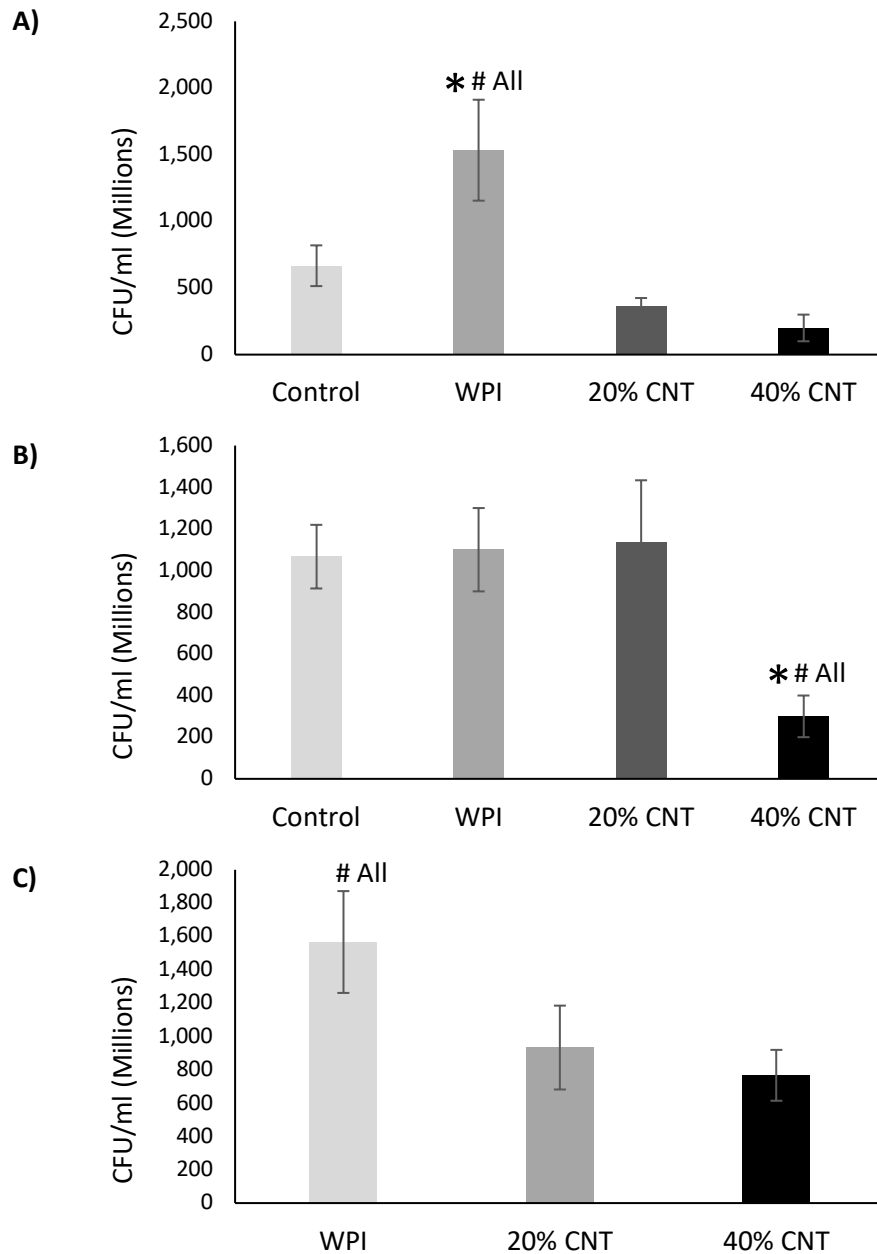 A)
CFU/ml (Millions)
2,500
2,000
1,500
1,000
500
0
* # All
Control WPI 20% CNT 40% CNT
B)
CFU/ml (Millions)
1,600
1,400
1,200
1,000
800
600
400
200
0
* # All
Control WPI 20% CNT 40% CNT
C)
CFU/ml (Millions)
2,000
1,800
1,600
1,400
1,200
1,000
800
600
400
200
0
# All
WPI 20% CNT 40% CNT